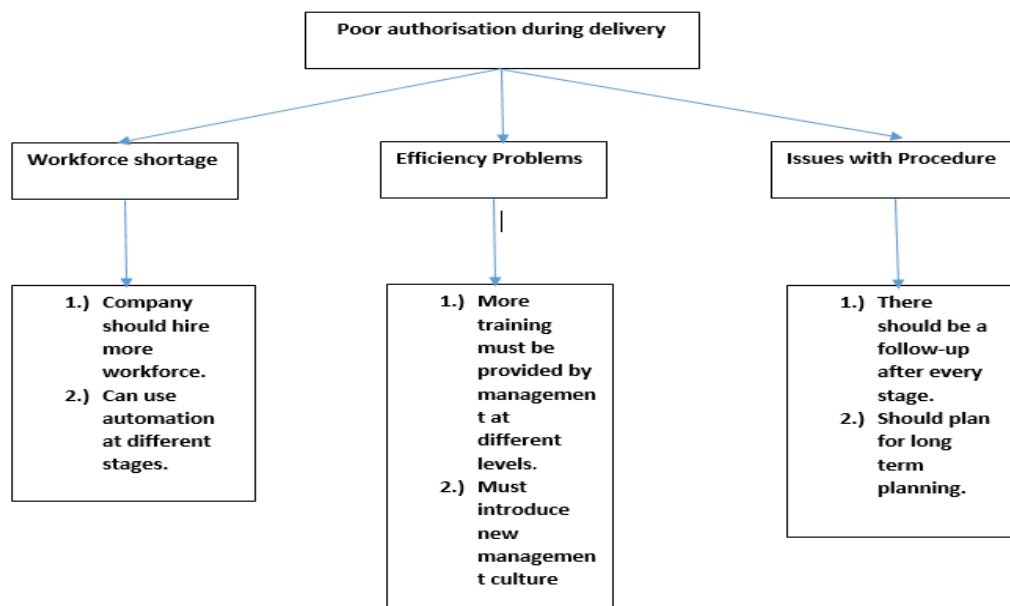 Poor authorisation during delivery
Workforce shortage
Efficiency Problems
Issues with Procedure
1.) Company
should hire
more
workforce.
2.) Can use
automation
at different
stages.
1.) More
training
must be
provided by
managemen
t at
different
levels.
2.) Must
introduce
new
managemen
t culture
1.) There
should be a
follow-up
after every
stage.
2.) Should plan
for long
term
planning.